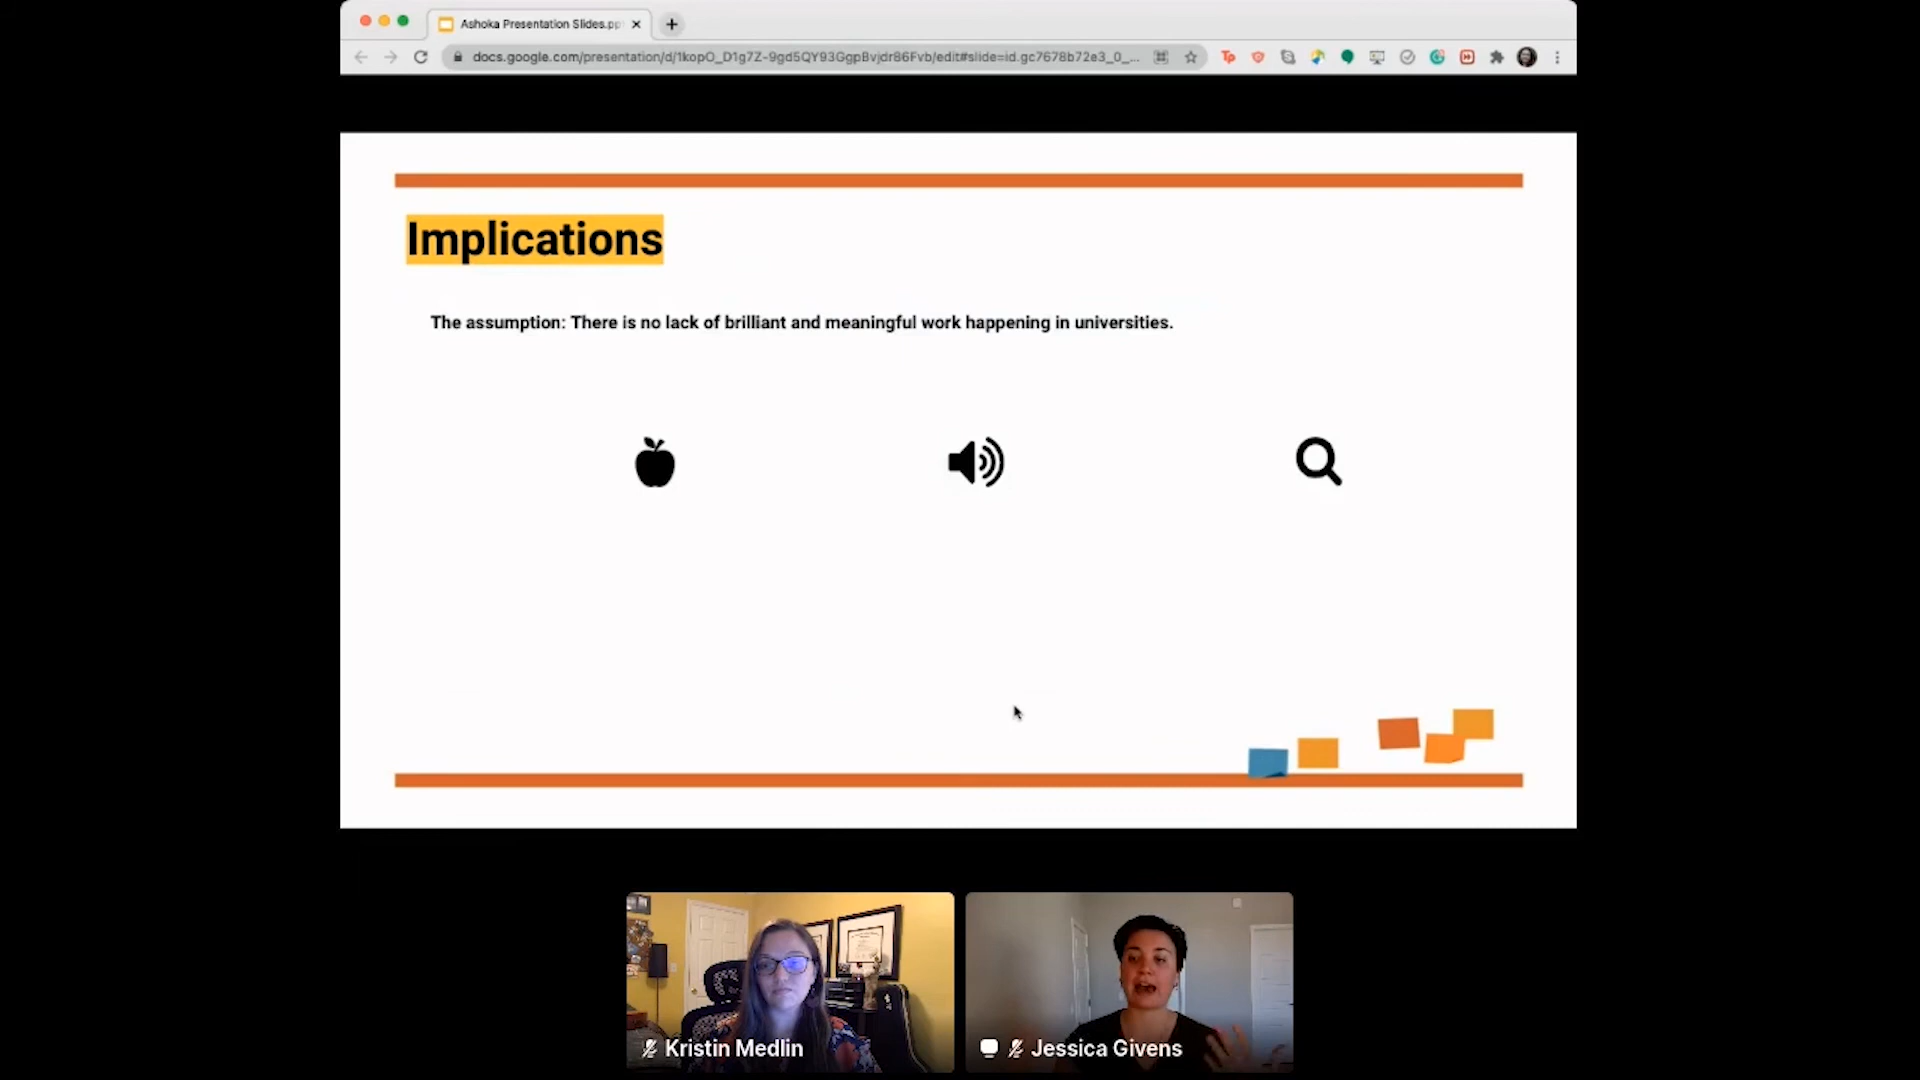 Ashoka Presentation Slides.pp
docs.google.com/presentation/d/1kopO_D1g7Z-9gd5QY93GgpBvjdr86Fvb/edit#slide=id.gc7678b72e3_0_...
Tp
Implications
The assumption: There is no lack of brilliant and meaningful work happening in universities.
Kristin Medlin
Jessica Givens